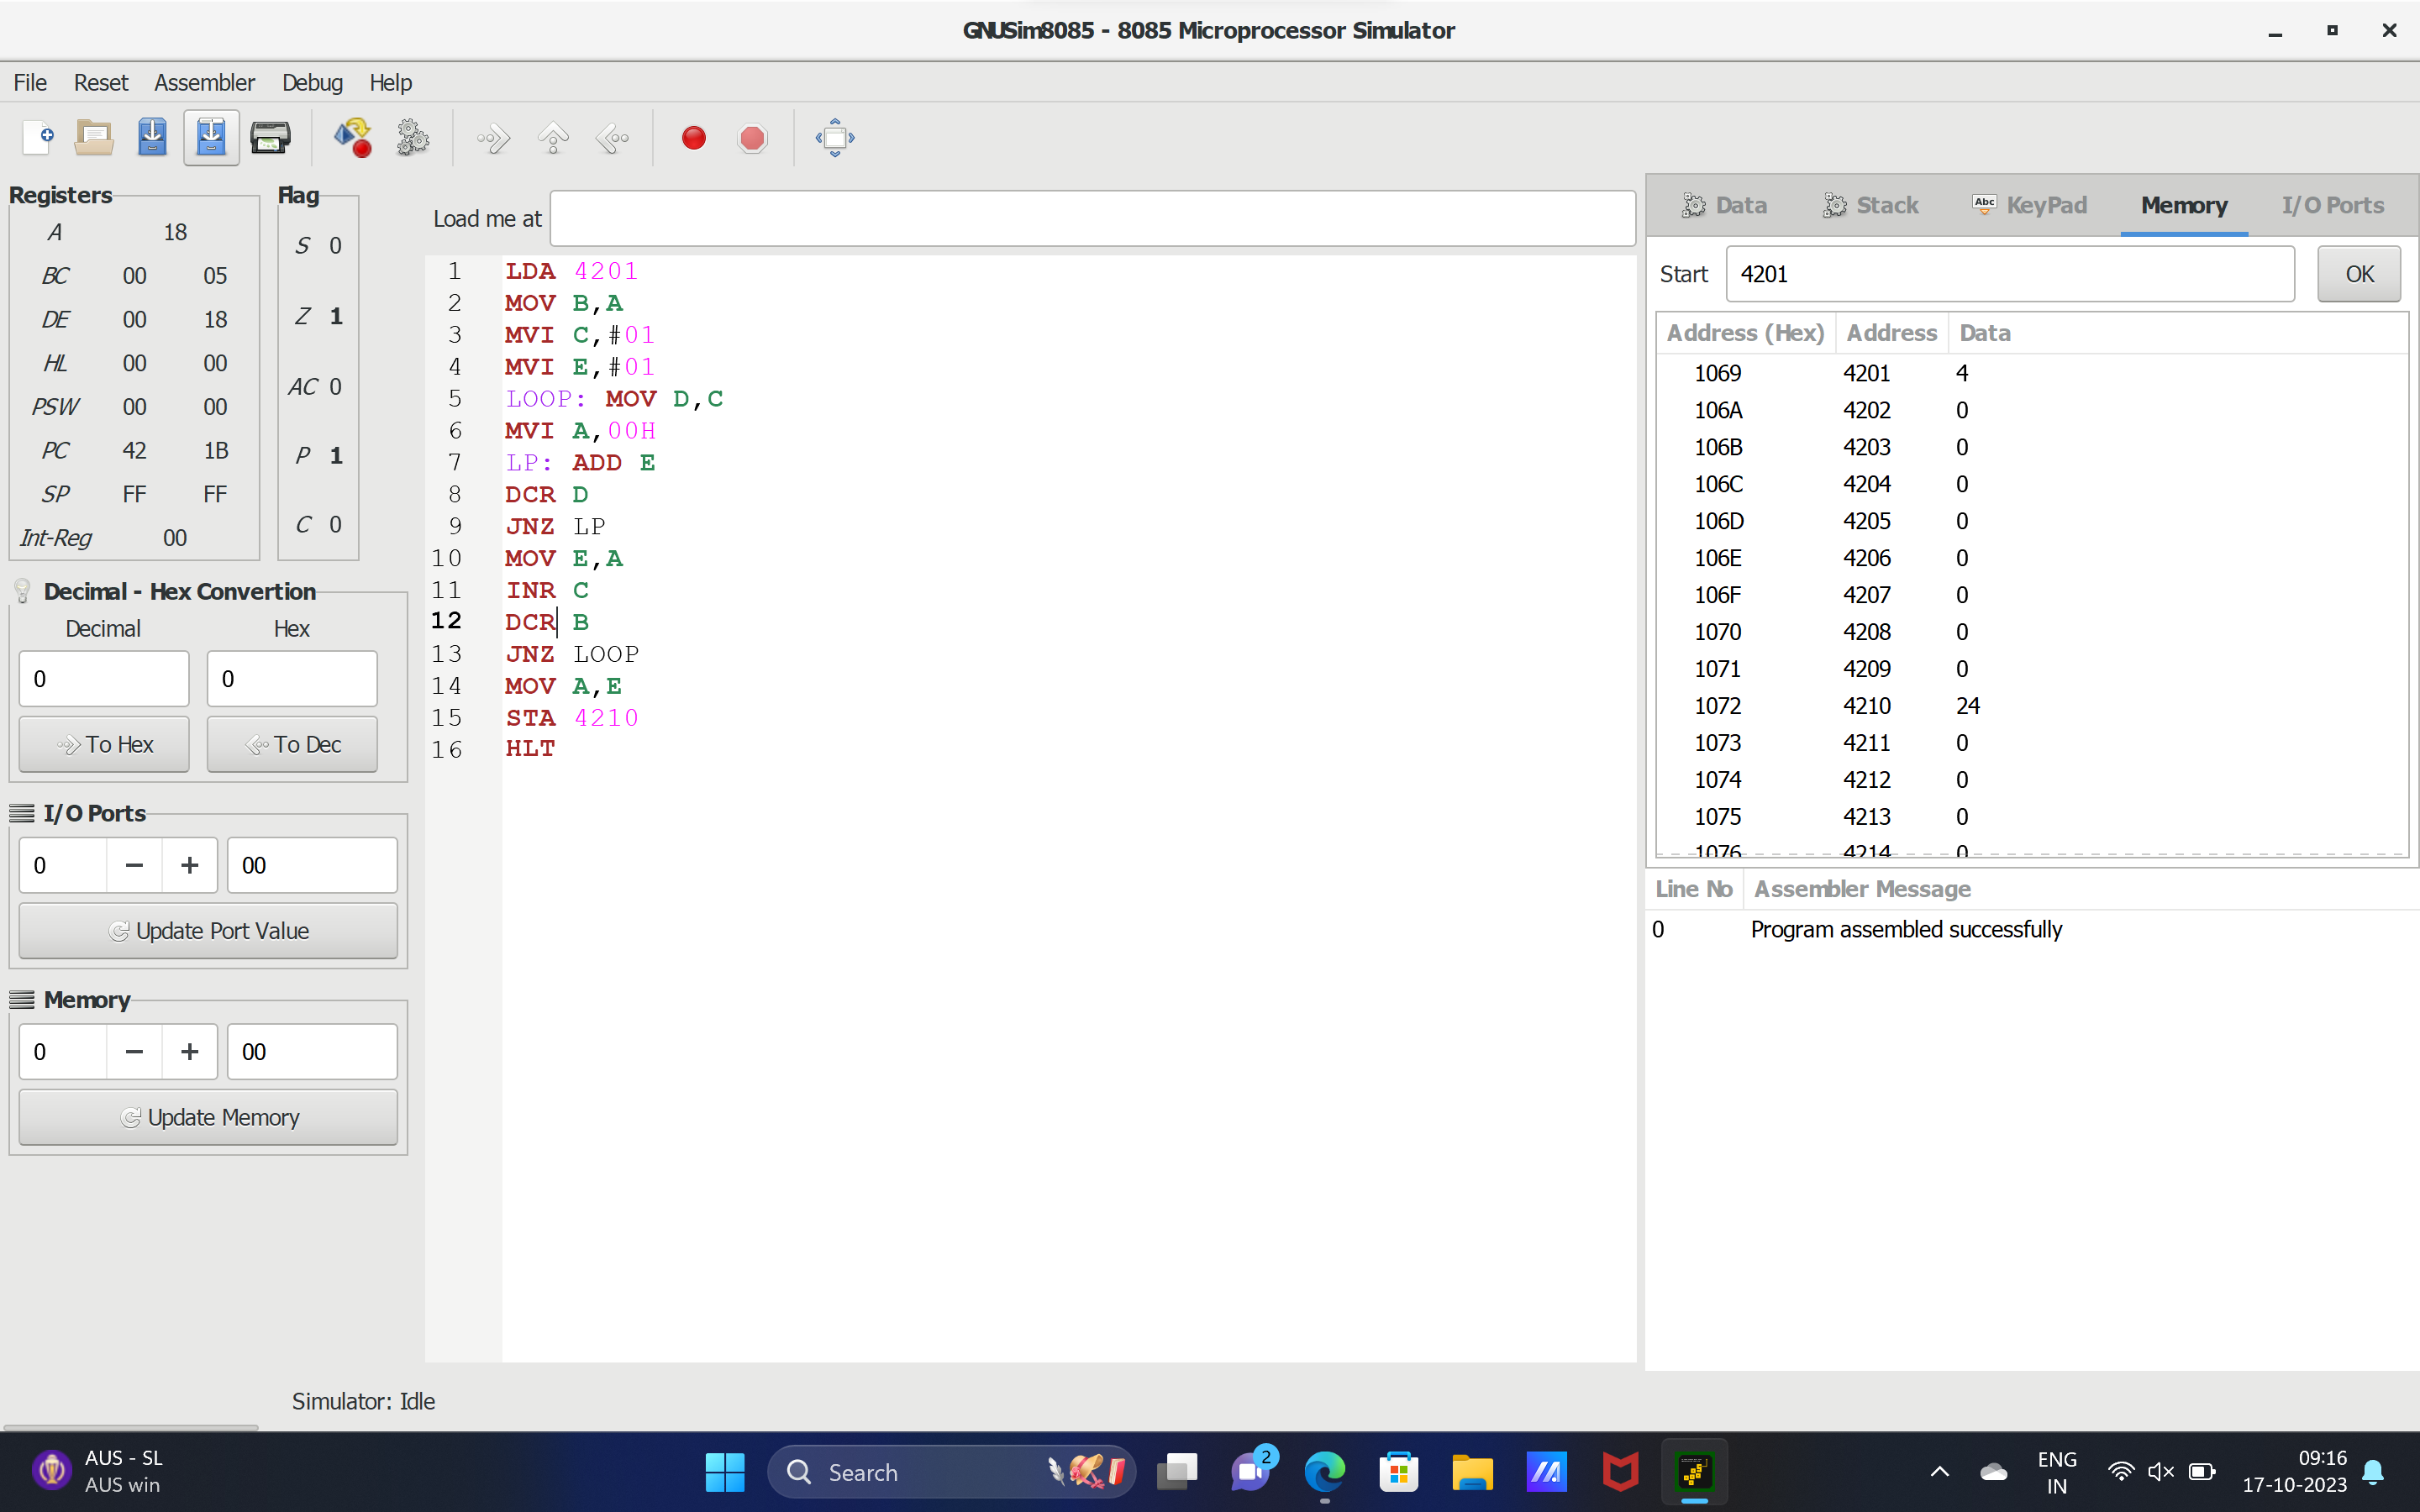 GNUSim8085 - 8085 Microprocessor Simulator
File Reset Assembler Debug Help
Registers
A 18
BC 00 05
DE 00 18
HL 00 00
PSW 00 00
PC 42 1B
SP FF FF
Int-Reg 00
Flag
S 0
Z 1
AC 0
P 1
C 0
Decimal - Hex Convertion
Decimal Hex
0 0
To Hex To Dec
I/O Ports
0 − + 00
Update Port Value
Memory
0 − + 00
Update Memory
Load me at
1 LDA 4201
2 MOV B,A
3 MVI C,#01
4 MVI E,#01
5 LOOP: MOV D,C
6 MVI A,00H
7 LP: ADD E
8 DCR D
9 JNZ LP
10 MOV E,A
11 INR C
12 DCR B
13 JNZ LOOP
14 MOV A,E
15 STA 4210
16 HLT
Data Stack Abc KeyPad Memory I/O Ports
Start 4201 OK
Address (Hex) Address Data
1069 4201 4
106A 4202 0
106B 4203 0
106C 4204 0
106D 4205 0
106E 4206 0
106F 4207 0
1070 4208 0
1071 4209 0
1072 4210 24
1073 4211 0
1074 4212 0
1075 4213 0
1076 4214 0
Line No Assembler Message
0 Program assembled successfully
Simulator: Idle
AUS - SL
AUS win
Search
2
ENG
IN
09:16
17-10-2023